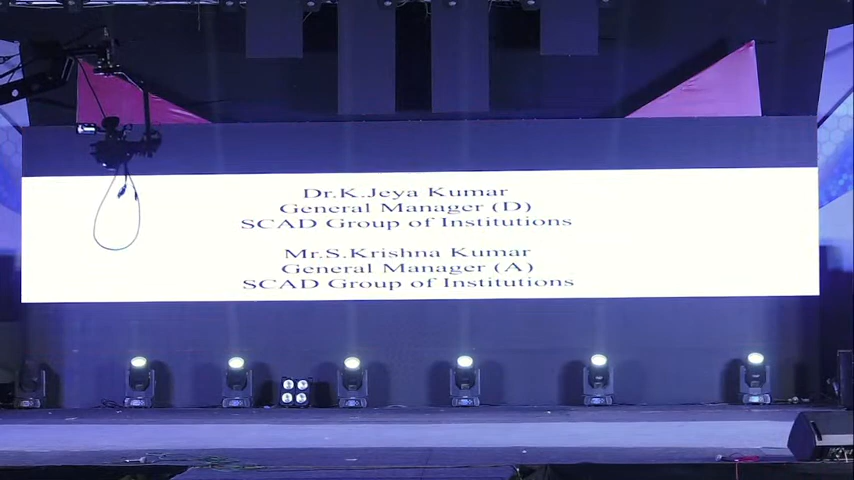 Dr.K.Jeya Kumar
General Manager (D)
SCAD Group of Institutions
Mr.S.Krishna Kumar
General Manager (A)
SCAD Group of Institutions